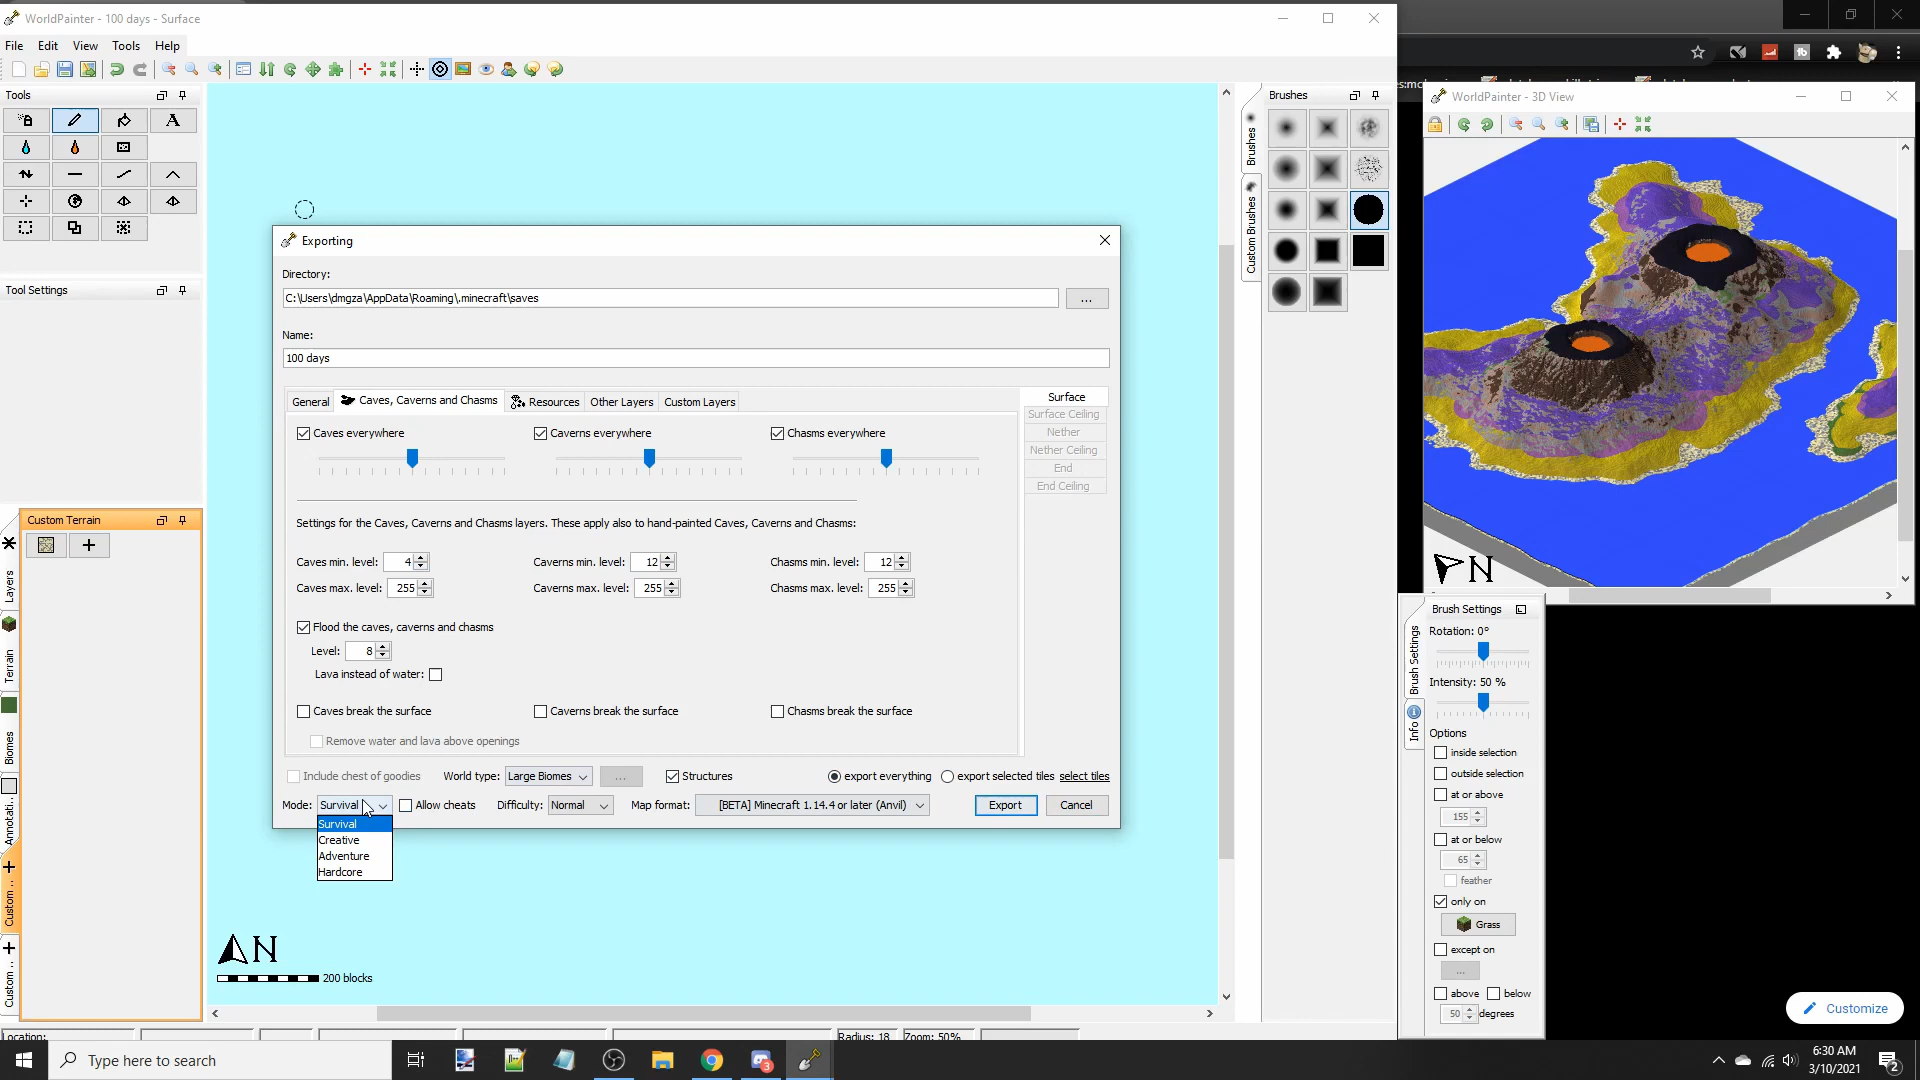 WorldPainter - 100 days - Surface
File Edit View Tools Help
Tools
A
Tool Settings
Custom Terrain
Layers
Terrain
Biomes
Annotati...
Custom ..
Custom ..
Exporting
Directory:
C:\Users\dmgza\AppData\Roaming\.minecraft\saves
...
Name:
100 days
General
Caves, Caverns and Chasms
Resources
Other Layers
Custom Layers
Surface
Surface Ceiling
Nether
Nether Ceiling
End
End Ceiling
Caves everywhere
Caverns everywhere
Chasms everywhere
Settings for the Caves, Caverns and Chasms layers. These apply also to hand-painted Caves, Caverns and Chasms:
Caves min. level: 4
Caverns min. level: 12
Chasms min. level: 12
Caves max. level: 255
Caverns max. level: 255
Chasms max. level: 255
Flood the caves, caverns and chasms
Level: 8
Lava instead of water:
Caves break the surface
Caverns break the surface
Chasms break the surface
Remove water and lava above openings
Include chest of goodies
World type: Large Biomes
...
Structures
export everything
export selected tiles
select tiles
Mode: Survival
Allow cheats
Difficulty: Normal
Map format: [BETA] Minecraft 1.14.4 or later (Anvil)
Export
Cancel
Survival
Creative
Adventure
Hardcore
N
200 blocks
Location:
Radius: 18
Zoom: 50%
Brushes
Brushes
Custom Brushes
WorldPainter - 3D View
N
Brush Settings
Info
Brush Settings
Rotation: 0°
Intensity: 50 %
Options
inside selection
outside selection
at or above
155
at or below
65
feather
only on
Grass
except on
...
above
below
50
degrees
Customize
Type here to search
3
6:30 AM
3/10/2021
2